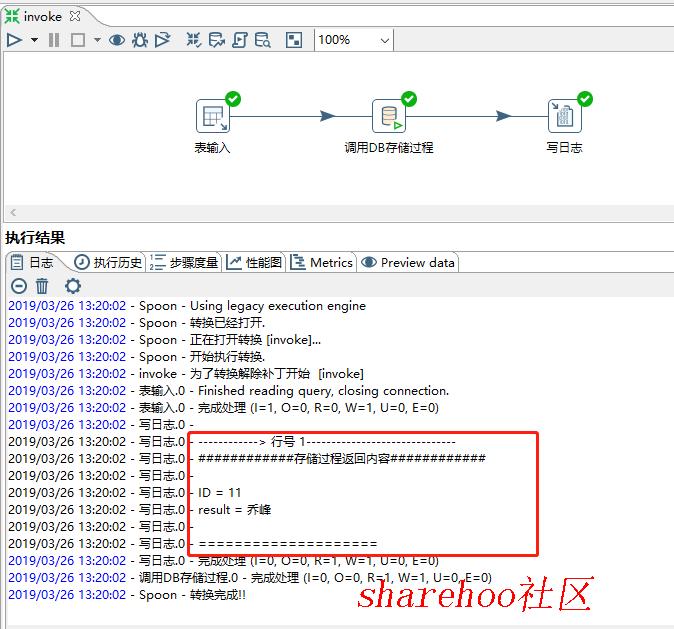 invoke
100%
表输入
调用DB存储过程
写日志
执行结果
日志 执行历史 步骤度量 性能图 Metrics Preview data
2019/03/26 13:20:02 - Spoon - Using legacy execution engine
2019/03/26 13:20:02 - Spoon - 转换已经打开.
2019/03/26 13:20:02 - Spoon - 正在打开转换 [invoke]...
2019/03/26 13:20:02 - Spoon - 开始执行转换.
2019/03/26 13:20:02 - invoke - 为了转换解除补丁开始  [invoke]
2019/03/26 13:20:02 - 表输入.0 - Finished reading query, closing connection.
2019/03/26 13:20:02 - 表输入.0 - 完成处理 (I=1, O=0, R=0, W=1, U=0, E=0)
2019/03/26 13:20:02 - 写日志.0 -
2019/03/26 13:20:02 - 写日志.0 - ------------> 行号 1------------------------------
2019/03/26 13:20:02 - 写日志.0 - ############存储过程返回内容############
2019/03/26 13:20:02 - 写日志.0 -
2019/03/26 13:20:02 - 写日志.0 - ID = 11
2019/03/26 13:20:02 - 写日志.0 - result = 乔峰
2019/03/26 13:20:02 - 写日志.0 -
2019/03/26 13:20:02 - 写日志.0 - ====================
2019/03/26 13:20:02 - 写日志.0 - 完成处理 (I=0, O=0, R=1, W=1, U=0, E=0)
2019/03/26 13:20:02 - 调用DB存储过程.0 - 完成处理 (I=0, O=0, R=1, W=1, U=0, E=0)
2019/03/26 13:20:02 - Spoon - 转换完成!!
sharehoo社区